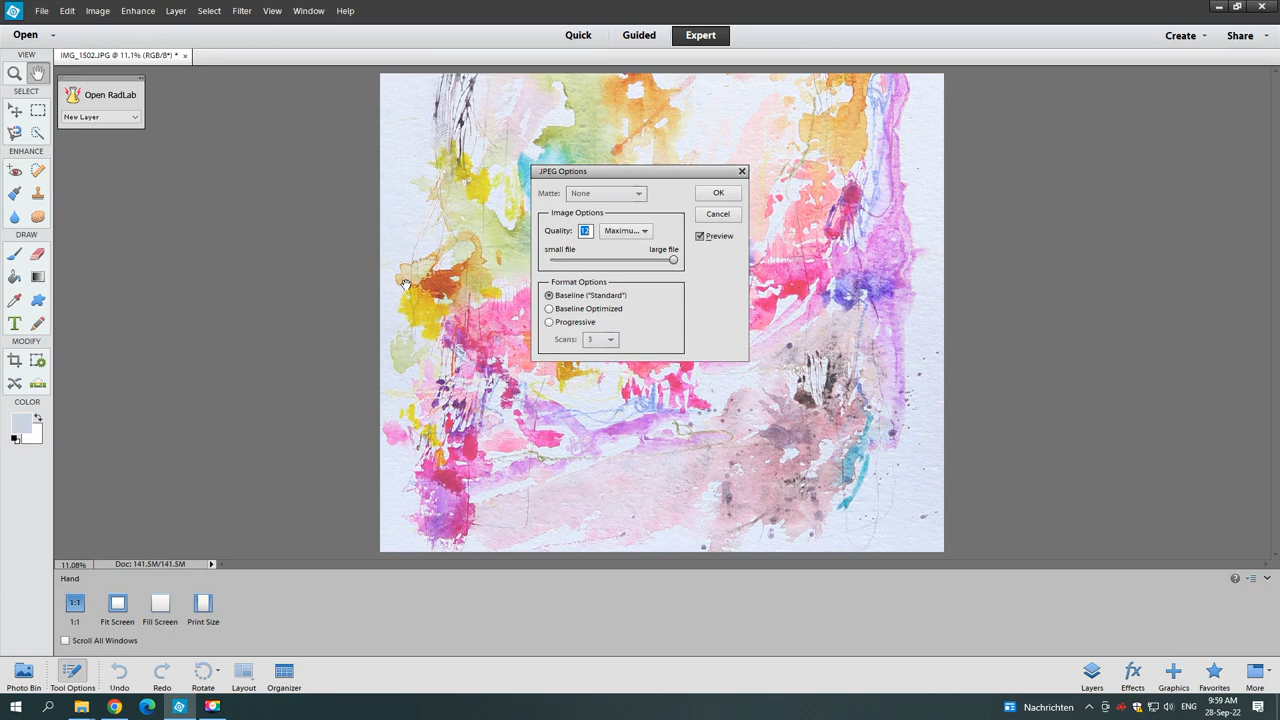 File Edit Image Enhance Layer Select Filter View Window Help
Open Quick Guided Expert Create Share
VIEW
IMG_1502.JPG @ 11.1% (RGB/8*) * ×
SELECT
Open RadLab
New Layer
ENHANCE
DRAW
MODIFY
COLOR
JPEG Options
Matte: None OK
Image Options
Cancel
Quality: 12 Maximu...
Preview
small file large file
Format Options
Baseline ("Standard")
Baseline Optimized
Progressive
Scans: 3
11.08% Doc: 141.5M/141.5M
Hand
1:1
1:1 Fit Screen Fill Screen Print Size
Scroll All Windows
Photo Bin Tool Options Undo Redo Rotate Layout Organizer Layers Effects Graphics Favorites More
Nachrichten ENG 9:59 AM
28-Sep-22